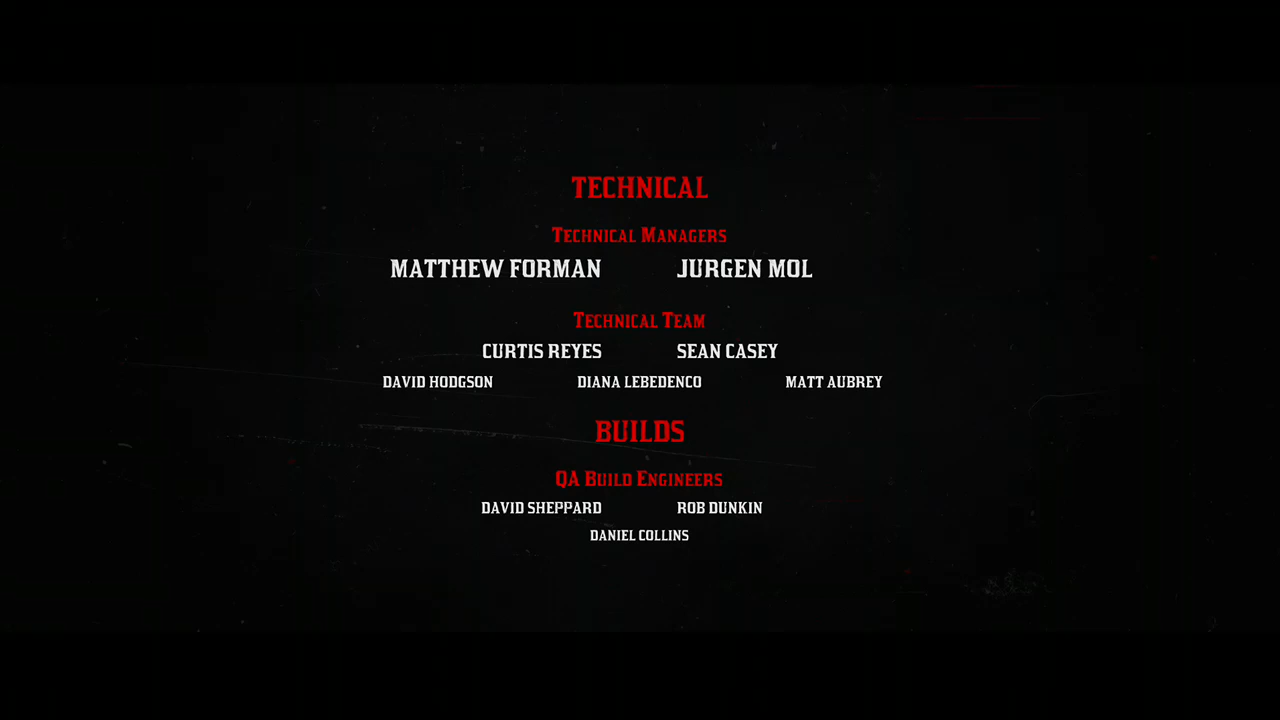 TECHNICAL
TECHNICAL MANAGERS
MATTHEW FORMAN JURGEN MOL
TECHNICAL TEAM
CURTIS REYES SEAN CASEY
DAVID HODGSON DIANA LEBEDENCO MATT AUBREY
BUILDS
QA BUILD ENGINEERS
DAVID SHEPPARD ROB DUNKIN
DANIEL COLLINS